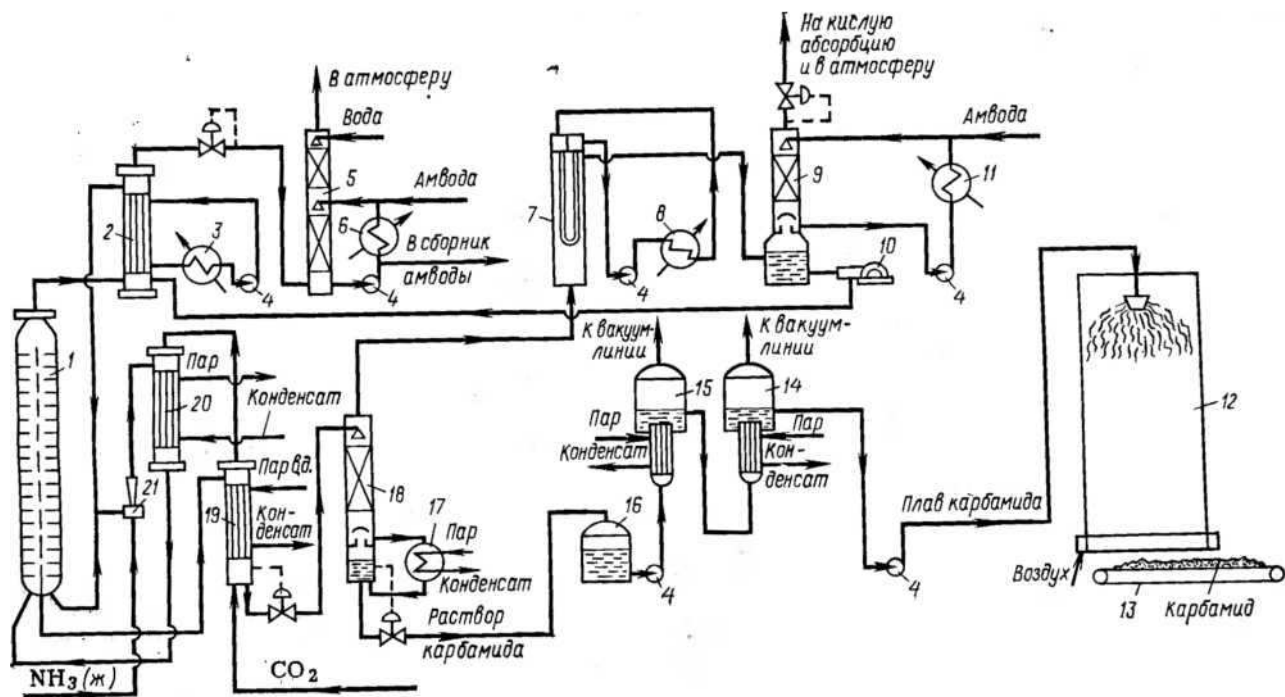 На кислую
абсорбцию
и в атмосферу
В атмосферу
Вода
Амвода
5
9
11
7
8
Амвода
2
3
6
В сборник
амводы
10
4
4
4
4
К вакуум-
линии
К вакуум-
линии
1
Пар
20
Конденсат
15
14
12
Пар
Конденсат
Пар
Кон-
денсат
Пар в.д.
Кон-
денсат
19
18
17
Пар
Конденсат
16
Плав карбамида
21
4
4
Воздух
Раствор
карбамида
13
Карбамид
NH₃(ж)
CO₂